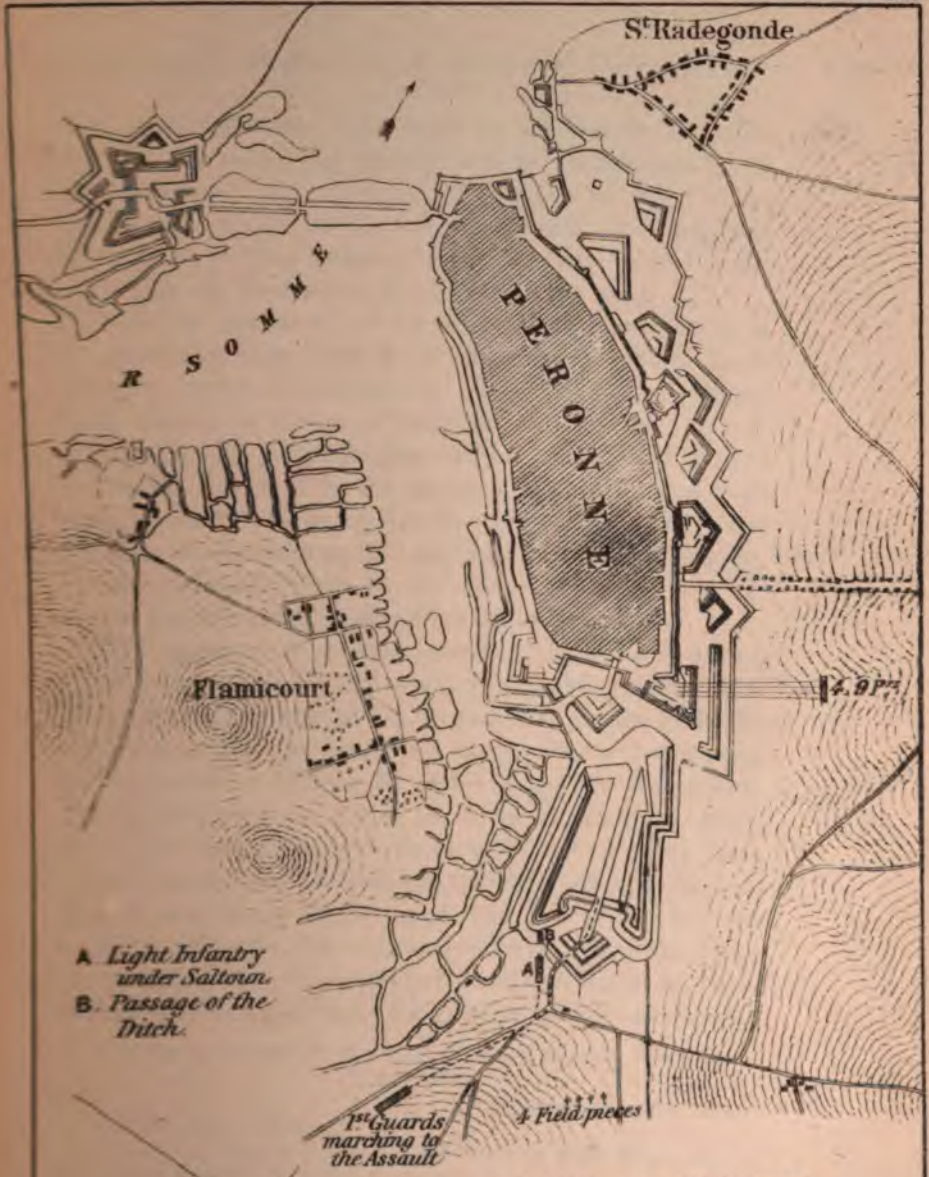 St Radegonde
R SOMME
PERONNE
Flamicourt.
4. 9 Prs
A Light Infantry
under Saltoun.
B. Passage of the
Ditch.
B
A
1st Guards
marching to
the Assault
4 Field pieces